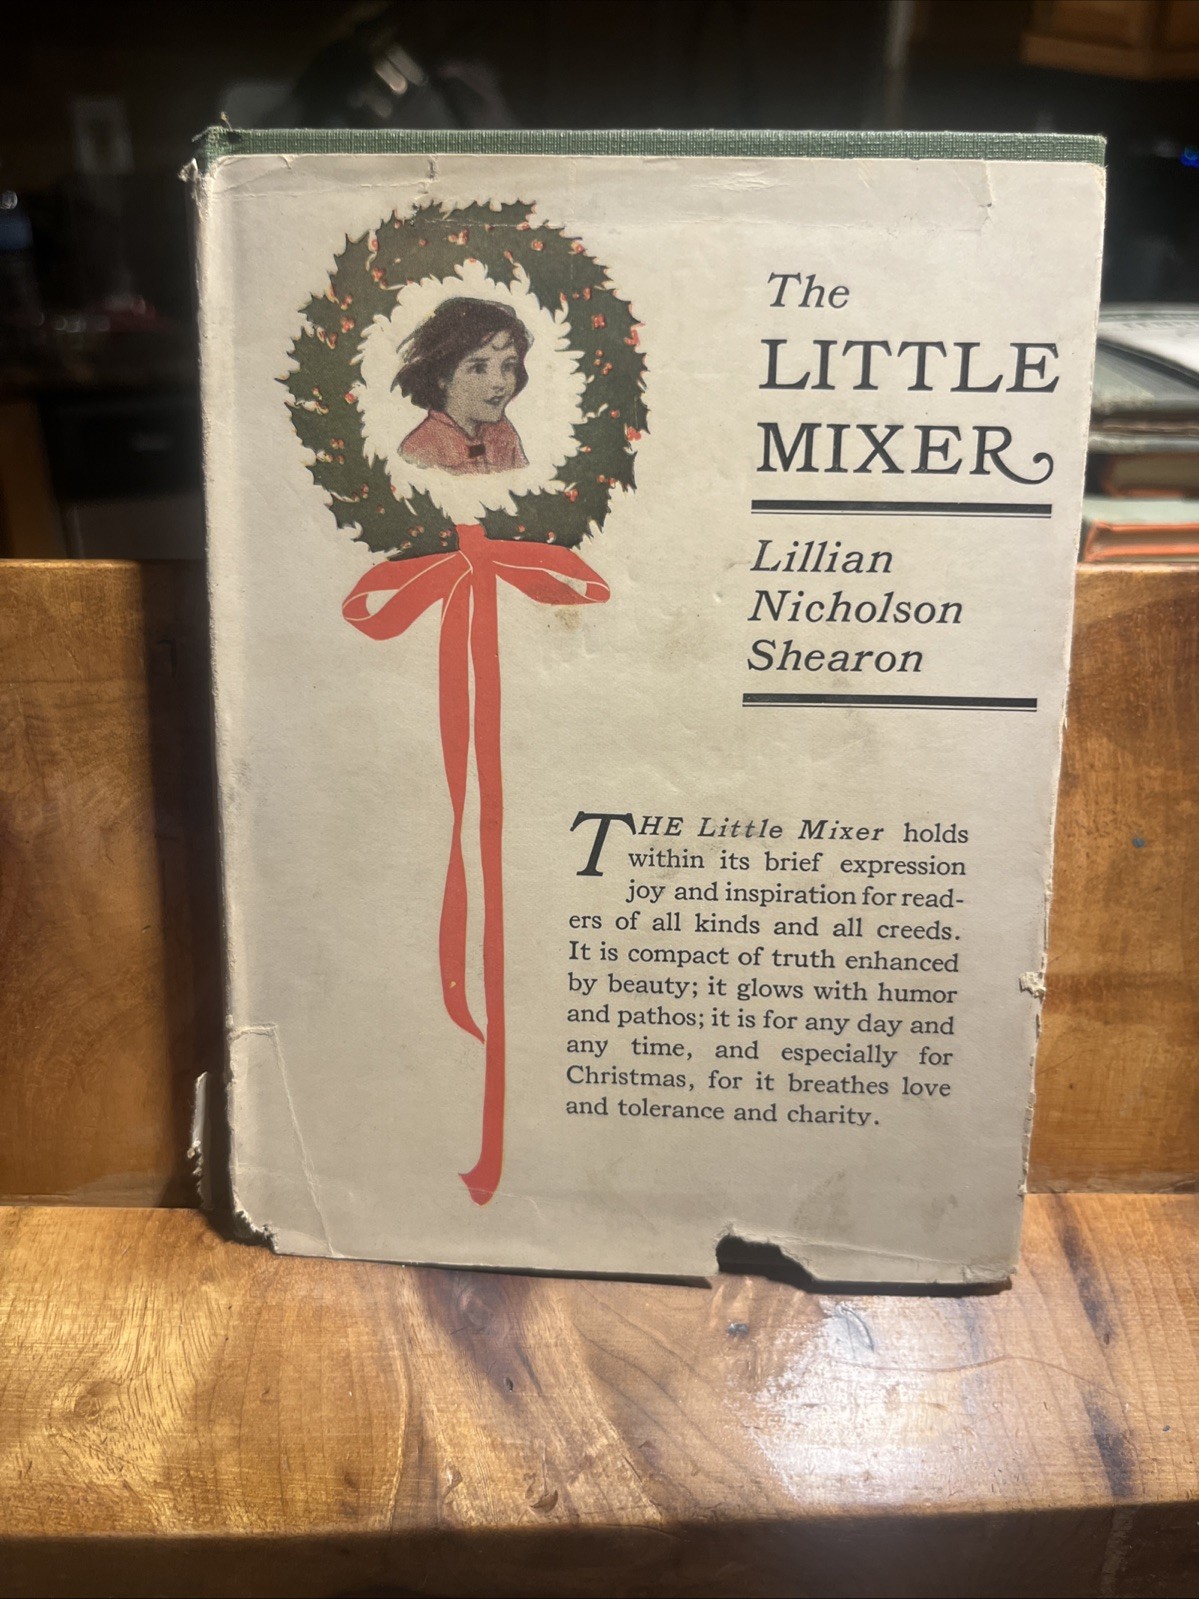 The
LITTLE
MIXER
Lillian
Nicholson
Shearon
THE Little Mixer holds
within its brief expression
joy and inspiration for read-
ers of all kinds and all creeds.
It is compact of truth enhanced
by beauty; it glows with humor
and pathos; it is for any day and
any time, and especially for
Christmas, for it breathes love
and tolerance and charity.